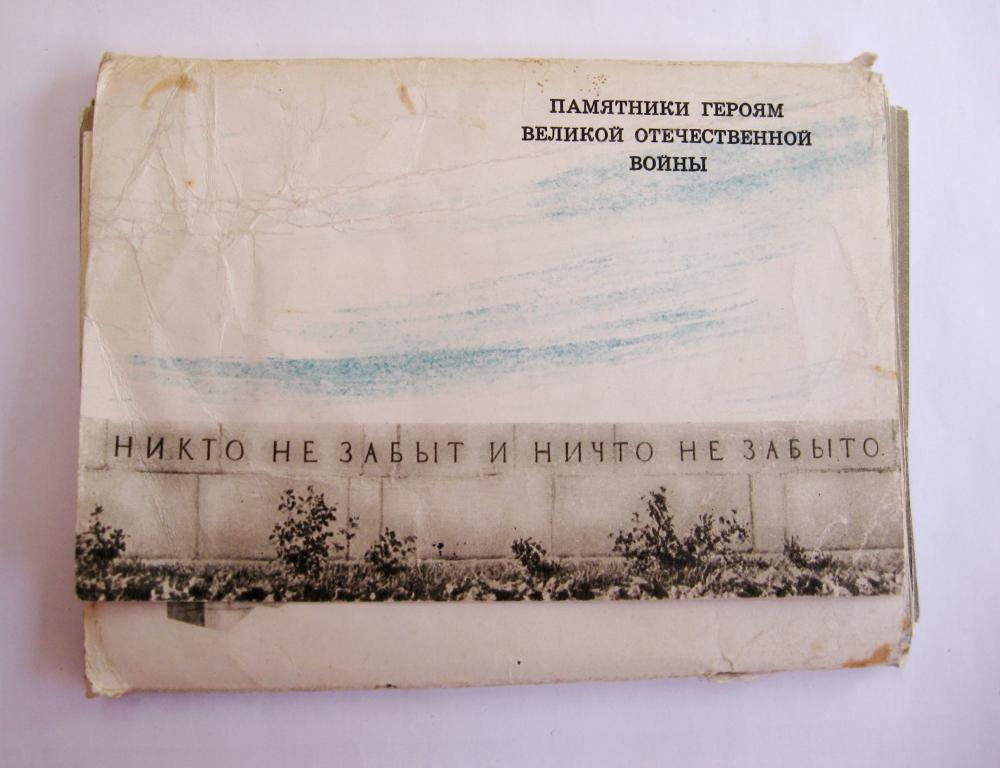 ПАМЯТНИКИ ГЕРОЯМ
ВЕЛИКОЙ ОТЕЧЕСТВЕННОЙ
ВОЙНЫ
НИКТО НЕ ЗАБЫТ И НИЧТО НЕ ЗАБЫТО.